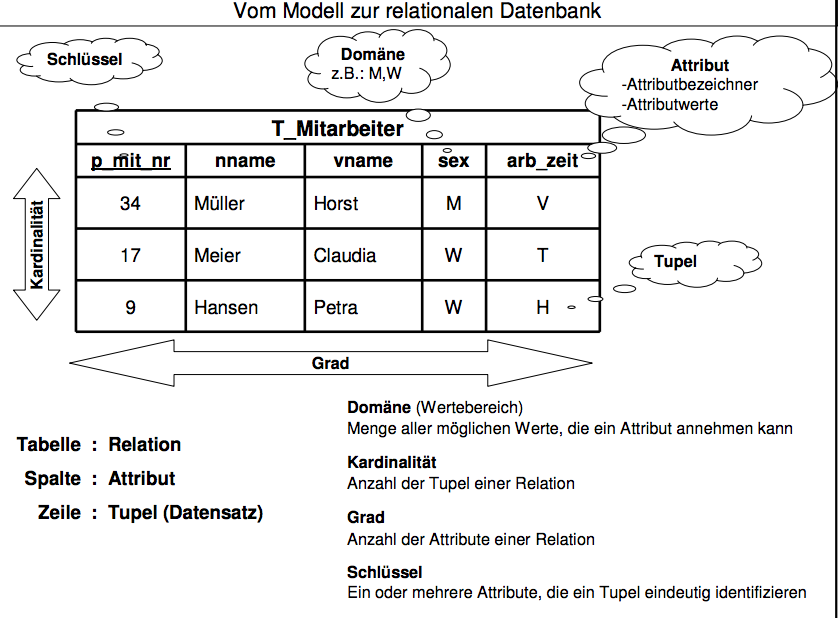 Vom Modell zur relationalen Datenbank
Schlüssel
Domäne
z.B.: M,W
Attribut
-Attributbezeichner
-Attributwerte
T_Mitarbeiter
p_mit_nr nname vname sex arb_zeit
34 Müller Horst M V
17 Meier Claudia W T
9 Hansen Petra W H
Kardinalität
Tupel
Grad
Tabelle : Relation
Spalte : Attribut
Zeile : Tupel (Datensatz)
Domäne (Wertebereich)
Menge aller möglichen Werte, die ein Attribut annehmen kann
Kardinalität
Anzahl der Tupel einer Relation
Grad
Anzahl der Attribute einer Relation
Schlüssel
Ein oder mehrere Attribute, die ein Tupel eindeutig identifizieren